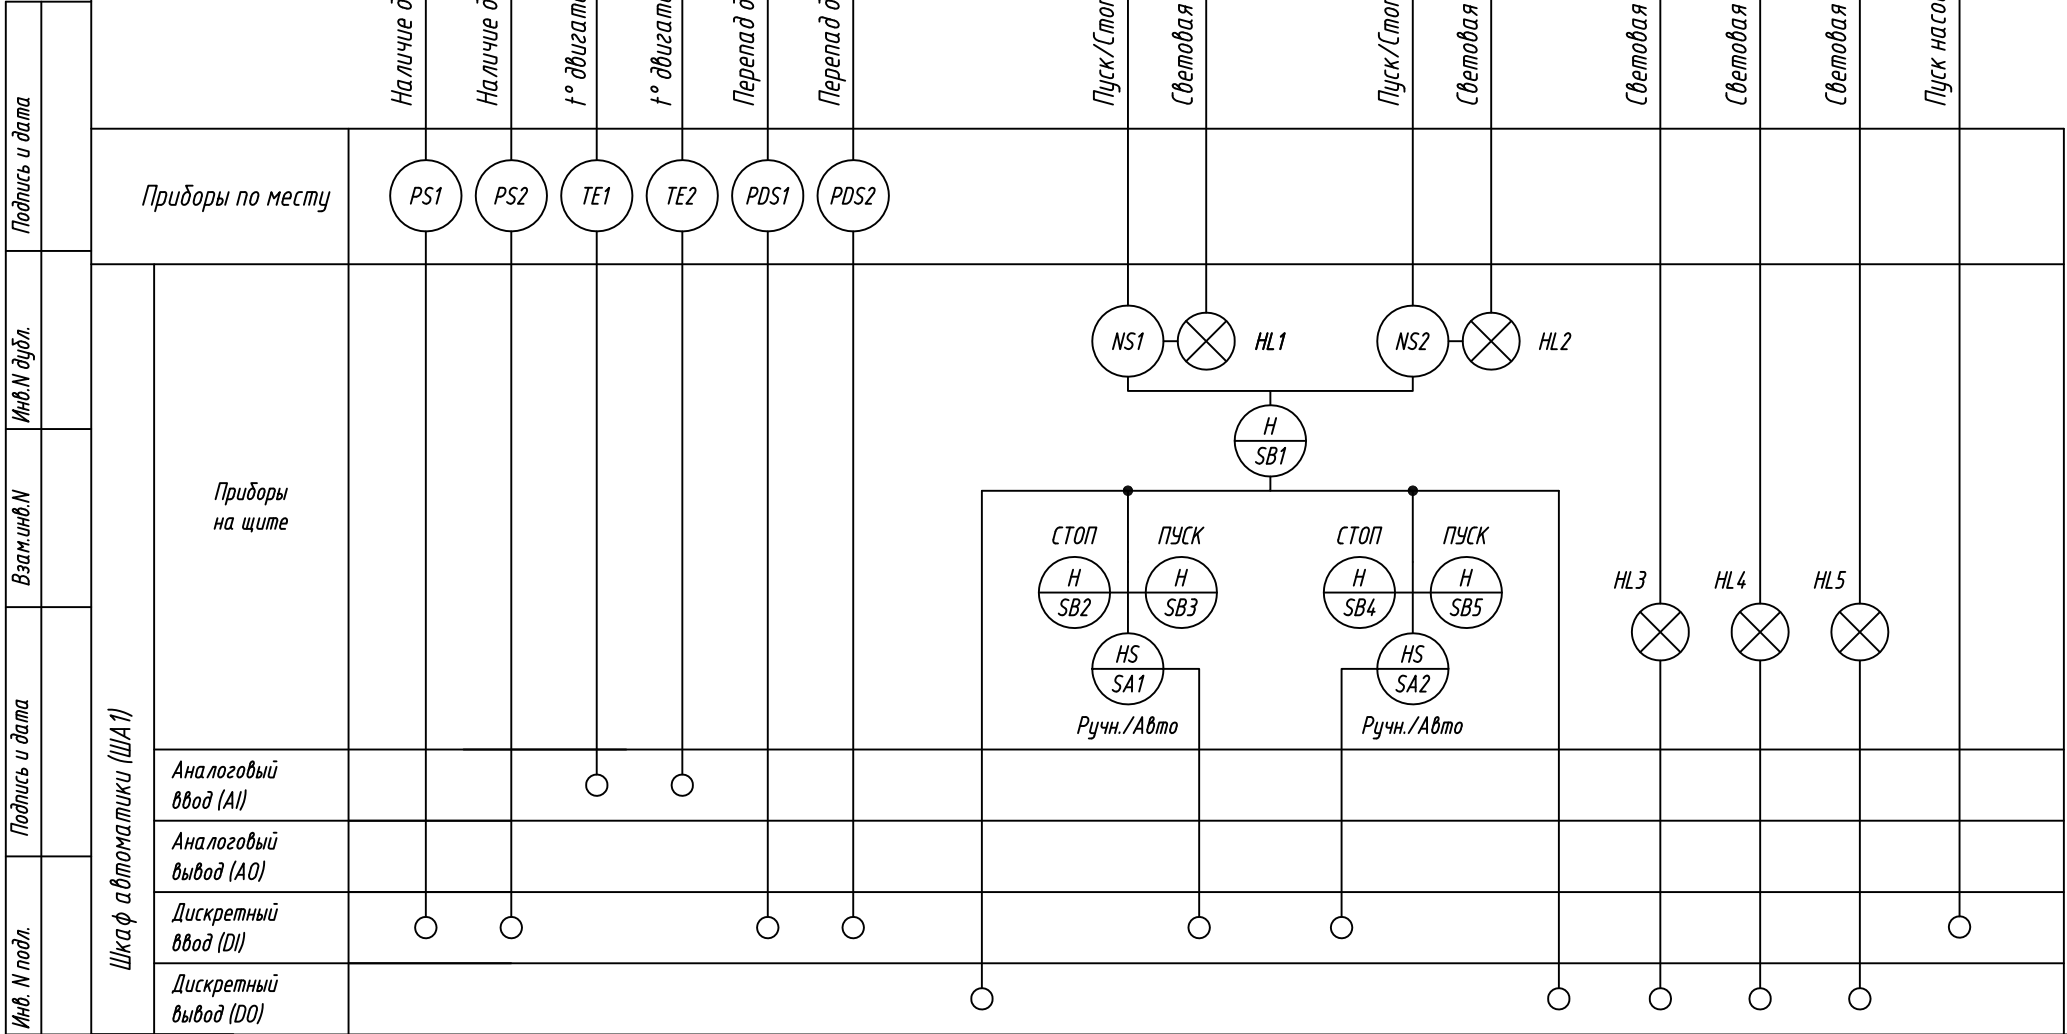 Наличие
Наличие
t° двигат
t° двигат
Перепад
Перепад
Пуск/Стоп
Световая
Пуск/Стоп
Световая
Световая
Световая
Световая
Пуск
Подпись и дата
Инв.N дубл.
Взам.инв.N
Подпись и дата
Инв. N подл.
Приборы по месту
PS1
PS2
TE1
TE2
PDS1
PDS2
Шкаф автоматики (ША1)
Приборы
на щите
NS1
HL1
NS2
HL2
H
SB1
СТОП
ПУСК
СТОП
ПУСК
H
SB2
H
SB3
H
SB4
H
SB5
HL3
HL4
HL5
HS
SA1
HS
SA2
Ручн./Авто
Ручн./Авто
Аналоговый
ввод (AI)
Аналоговый
вывод (AO)
Дискретный
ввод (DI)
Дискретный
вывод (DO)